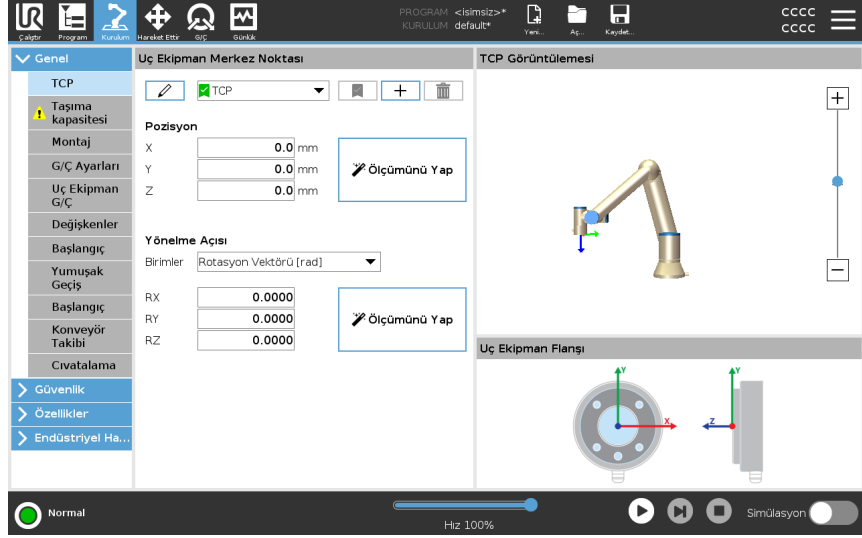 UR
PROGRAM <isimsiz>*
KURULUM default*
cccc
cccc
Çalıştır Program Kurulum Hareket Ettir G/Ç Günlük Yeni... Aç... Kaydet...
Genel
TCP
Taşıma
kapasitesi
Montaj
G/Ç Ayarları
Uç Ekipman
G/Ç
Değişkenler
Başlangıç
Yumuşak
Geçiş
Başlangıç
Konveyör
Takibi
Cıvatalama
Güvenlik
Özellikler
Endüstriyel Ha...
Uç Ekipman Merkez Noktası
TCP
Pozisyon
X 0.0 mm
Y 0.0 mm
Z 0.0 mm
Ölçümünü Yap
Yönelme Açısı
Birimler Rotasyon Vektörü [rad]
RX 0.0000
RY 0.0000
RZ 0.0000
Ölçümünü Yap
TCP Görüntülemesi
Uç Ekipman Flanşı
Y
X
Y
Z
Normal
Hız 100%
Simülasyon